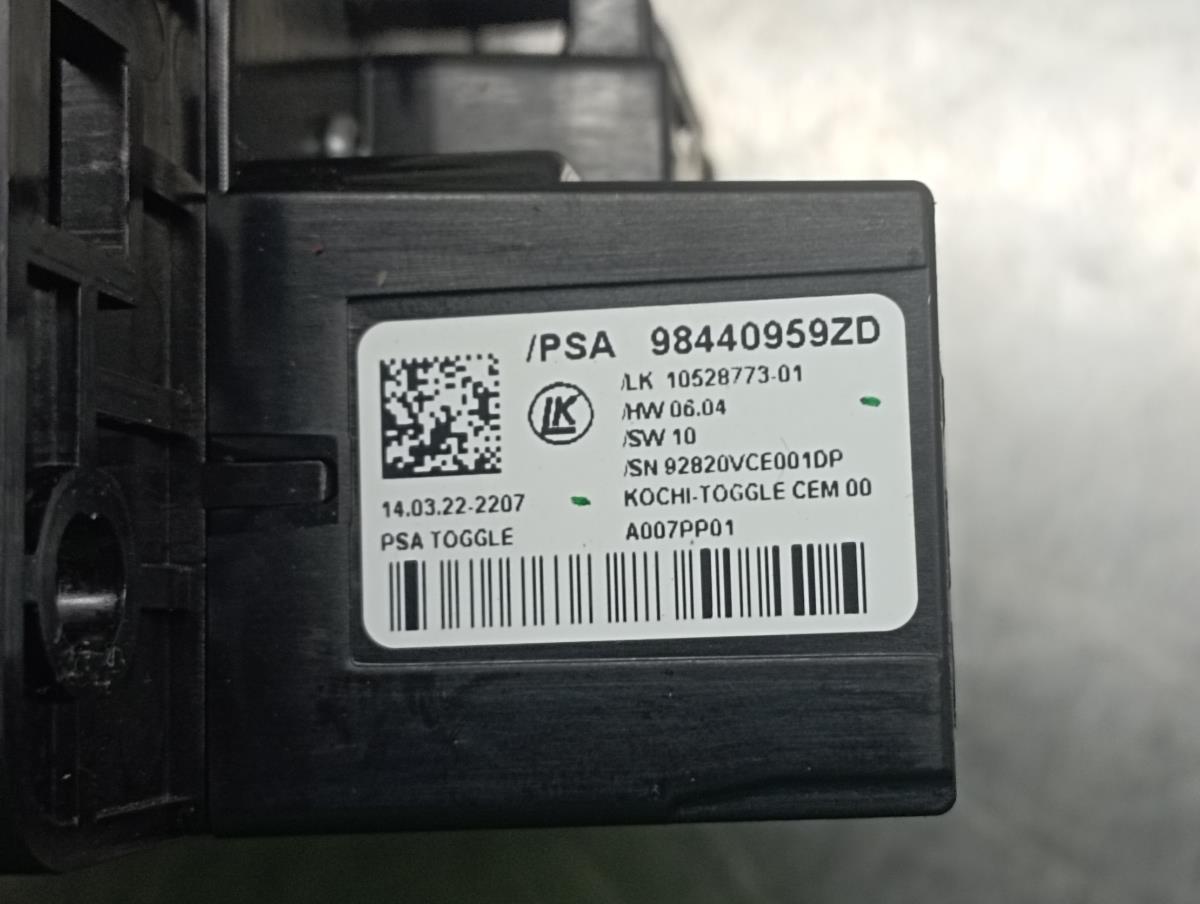 /PSA 98440959ZD
/LK 10528773-01
LK
/HW 06.04
/SW 10
/SN 92820VCE001DP
14.03.22-2207
KOCHI-TOGGLE CEM 00
PSA TOGGLE
A007PP01